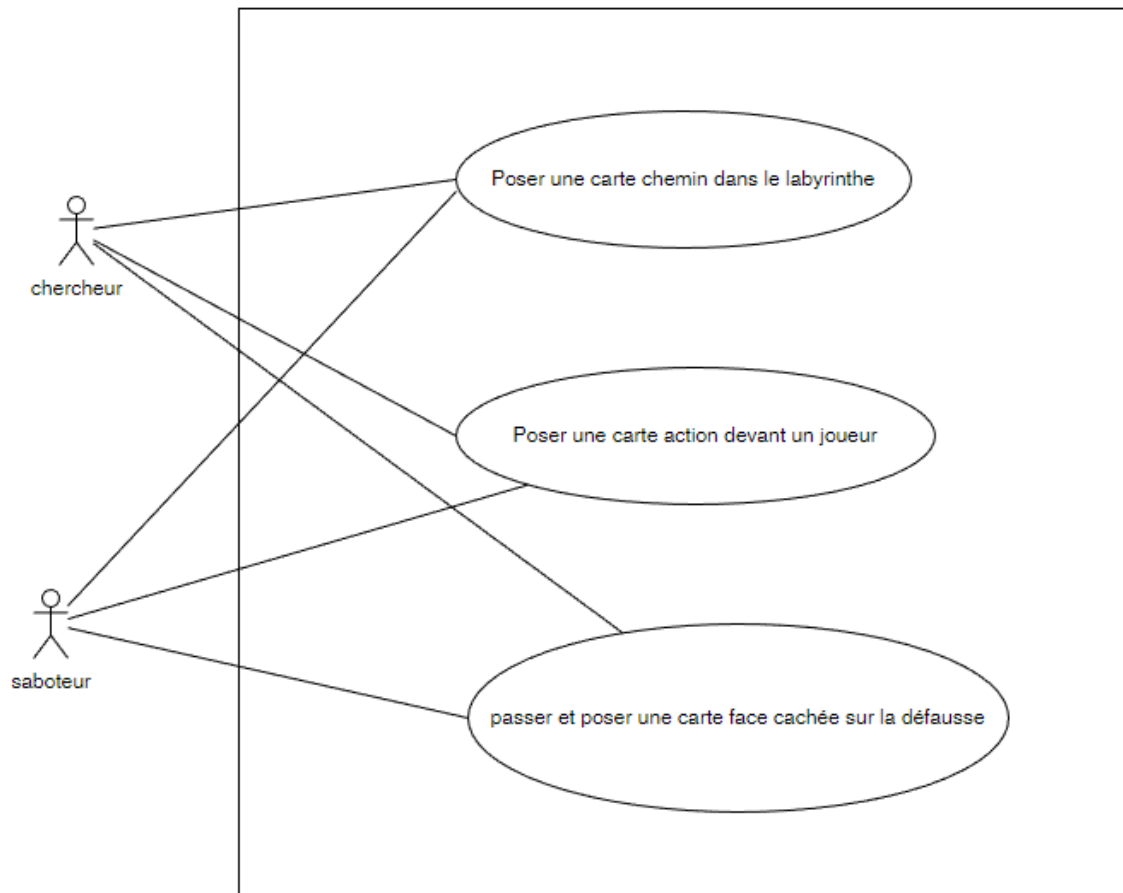 Poser une carte chemin dans le labyrinthe
chercheur
Poser une carte action devant un joueur
saboteur
passer et poser une carte face cachée sur la défausse